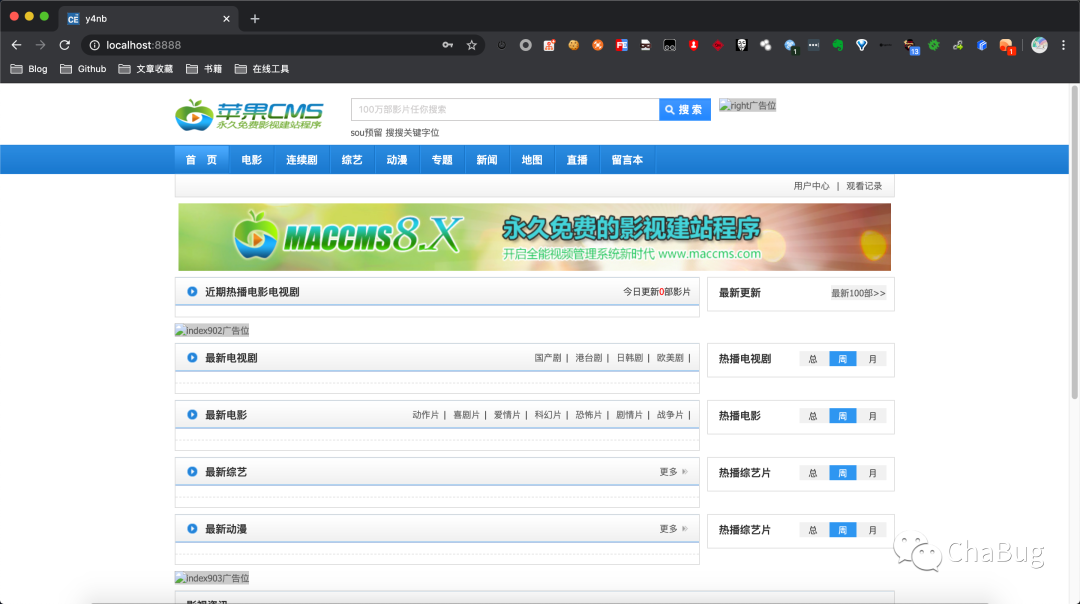 CE y4nb
localhost:8888
13
1
1
Blog Github 文章收藏 书籍 在线工具
苹果CMS
永久免费影视建站程序
100万部影片任你搜索 搜 索
right广告位
sou预留 搜搜关键字位
首 页 电影 连续剧 综艺 动漫 专题 新闻 地图 直播 留言本
用户中心 | 观看记录
MACCMS8.X 永久免费的影视建站程序
开启全能视频管理系统新时代 www.maccms.com
近期热播电影电视剧 今日更新0部影片
最新更新 最新100部>>
index902广告位
最新电视剧 国产剧 | 港台剧 | 日韩剧 | 欧美剧 |
热播电视剧 总 周 月
最新电影 动作片 | 喜剧片 | 爱情片 | 科幻片 | 恐怖片 | 剧情片 | 战争片 |
热播电影 总 周 月
最新综艺 更多
热播综艺片 总 周 月
最新动漫 更多
热播综艺片 总 周 月
ChaBug
index903广告位
影视资讯